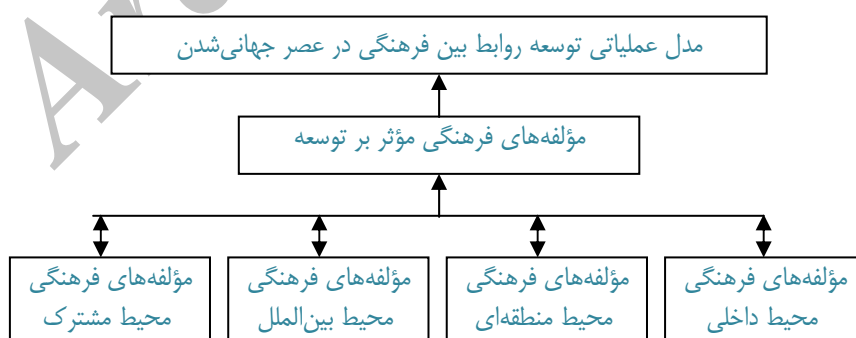 مدل عملیاتی توسعه روابط بین فرهنگی در عصر جهانی‌شدن
مؤلفه‌های فرهنگی مؤثر بر توسعه
مؤلفه‌های فرهنگی
محیط داخلی
مؤلفه‌های فرهنگی
محیط منطقه‌ای
مؤلفه‌های فرهنگی
محیط بین‌الملل
مؤلفه‌های فرهنگی
محیط مشترک